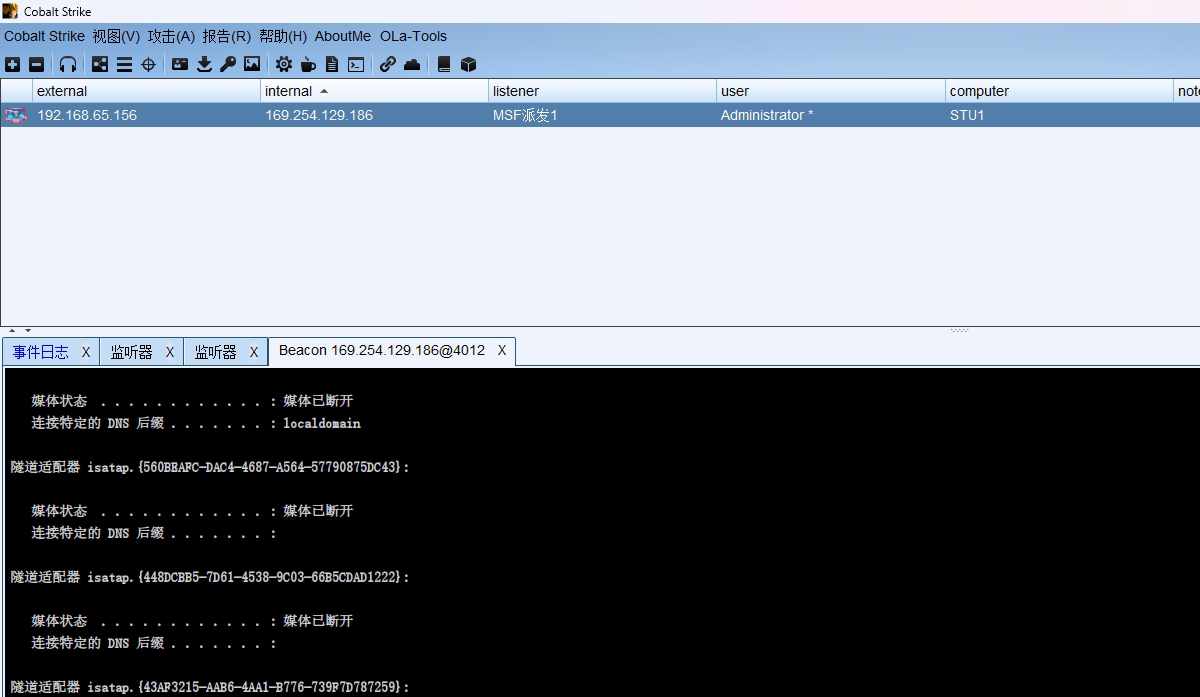 Cobalt Strike
Cobalt Strike 视图(V) 攻击(A) 报告(R) 帮助(H) AboutMe OLa-Tools
external internal listener user computer note
192.168.65.156 169.254.129.186 MSF派发1 Administrator * STU1
事件日志 X 监听器 X 监听器 X Beacon 169.254.129.186@4012 X
媒体状态 . . . . . . . . . . . . : 媒体已断开
连接特定的 DNS 后缀 . . . . . . . : localdomain
隧道适配器 isatap.{560BEAFC-DAC4-4687-A564-57790875DC43}:
媒体状态 . . . . . . . . . . . . : 媒体已断开
连接特定的 DNS 后缀 . . . . . . . :
隧道适配器 isatap.{448DCBB5-7D61-4538-9C03-66B5CDAD1222}:
媒体状态 . . . . . . . . . . . . : 媒体已断开
连接特定的 DNS 后缀 . . . . . . . :
隧道适配器 isatap.{43AF3215-AAB6-4AA1-B776-739F7D787259}: